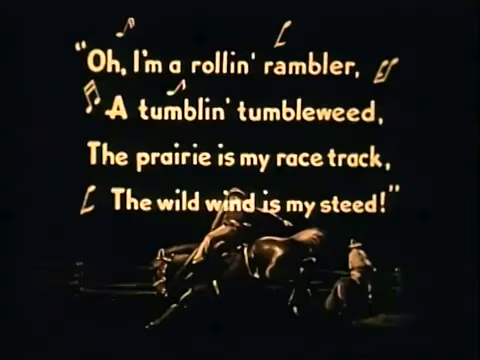 “Oh, I'm a rollin' rambler,
A tumblin' tumbleweed,
The prairie is my race track,
The wild wind is my steed!”